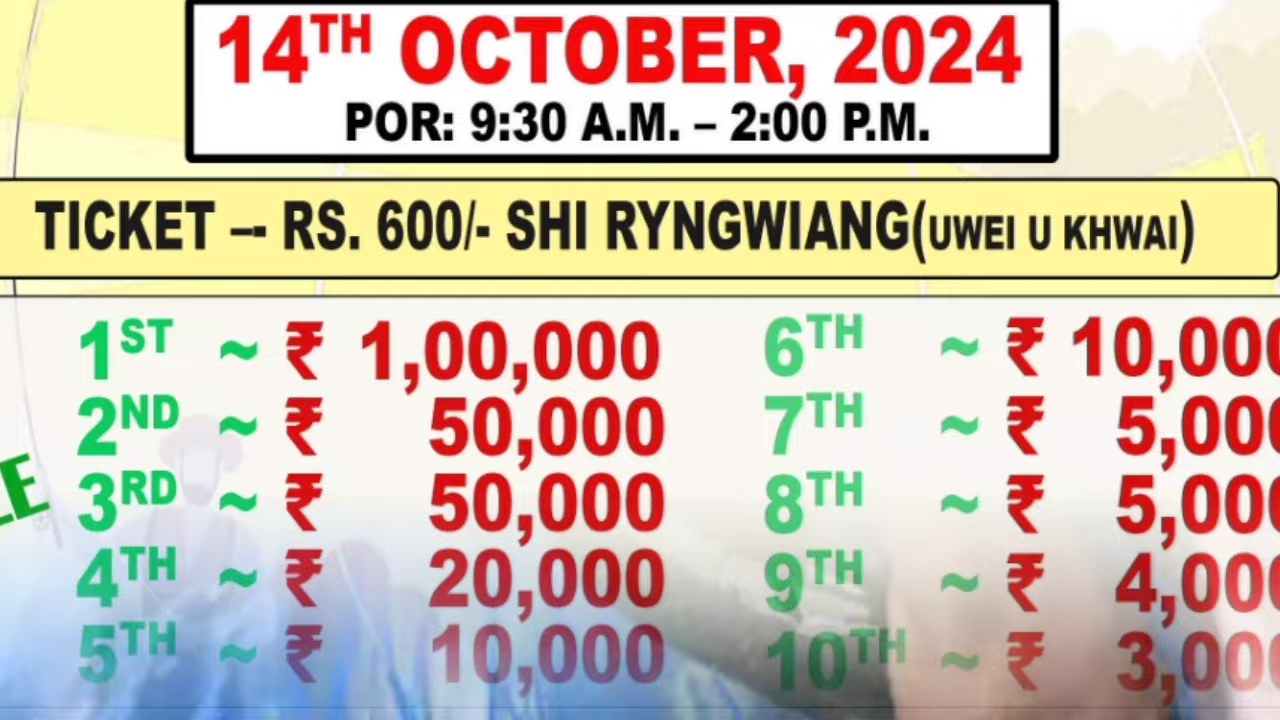 14TH OCTOBER, 2024
POR: 9:30 A.M. – 2:00 P.M.
TICKET –- RS. 600/- SHI RYNGWIANG(UWEI U KHWAI)
1ST ~ ₹ 1,00,000
2ND ~ ₹ 50,000
3RD ~ ₹ 50,000
4TH ~ ₹ 20,000
5TH ~ ₹ 10,000
6TH ~ ₹ 10,000
7TH ~ ₹ 5,000
8TH ~ ₹ 5,000
9TH ~ ₹ 4,000
10TH ~ ₹ 3,000